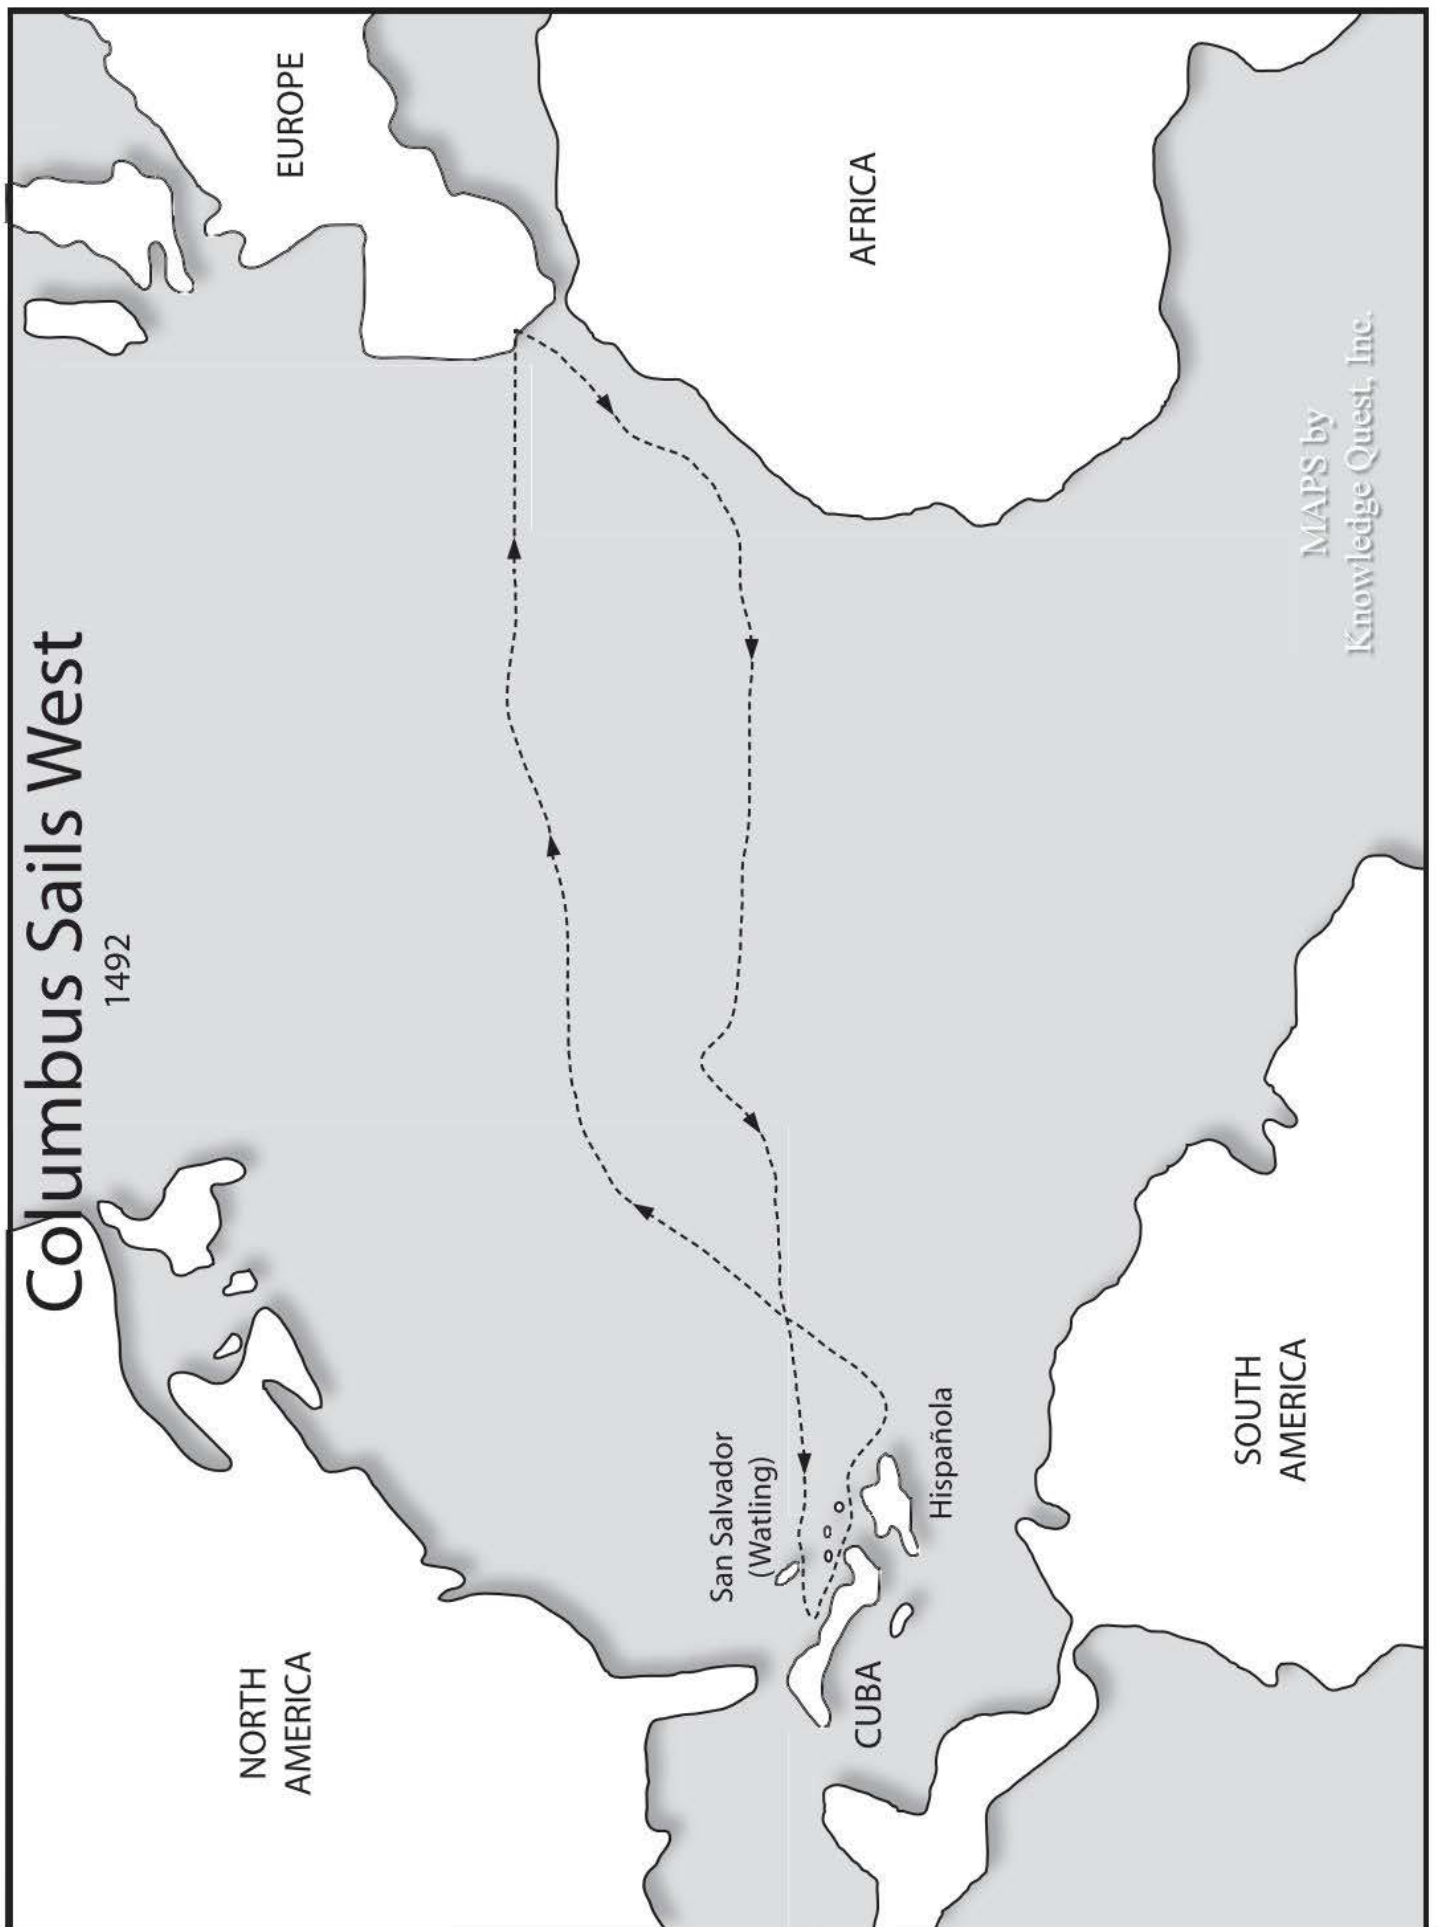 Columbus Sails West
1492
NORTH
AMERICA
EUROPE
San Salvador
(Watling)
CUBA
Hispañola
AFRICA
SOUTH
AMERICA
MAPS by
Knowledge Quest, Inc.